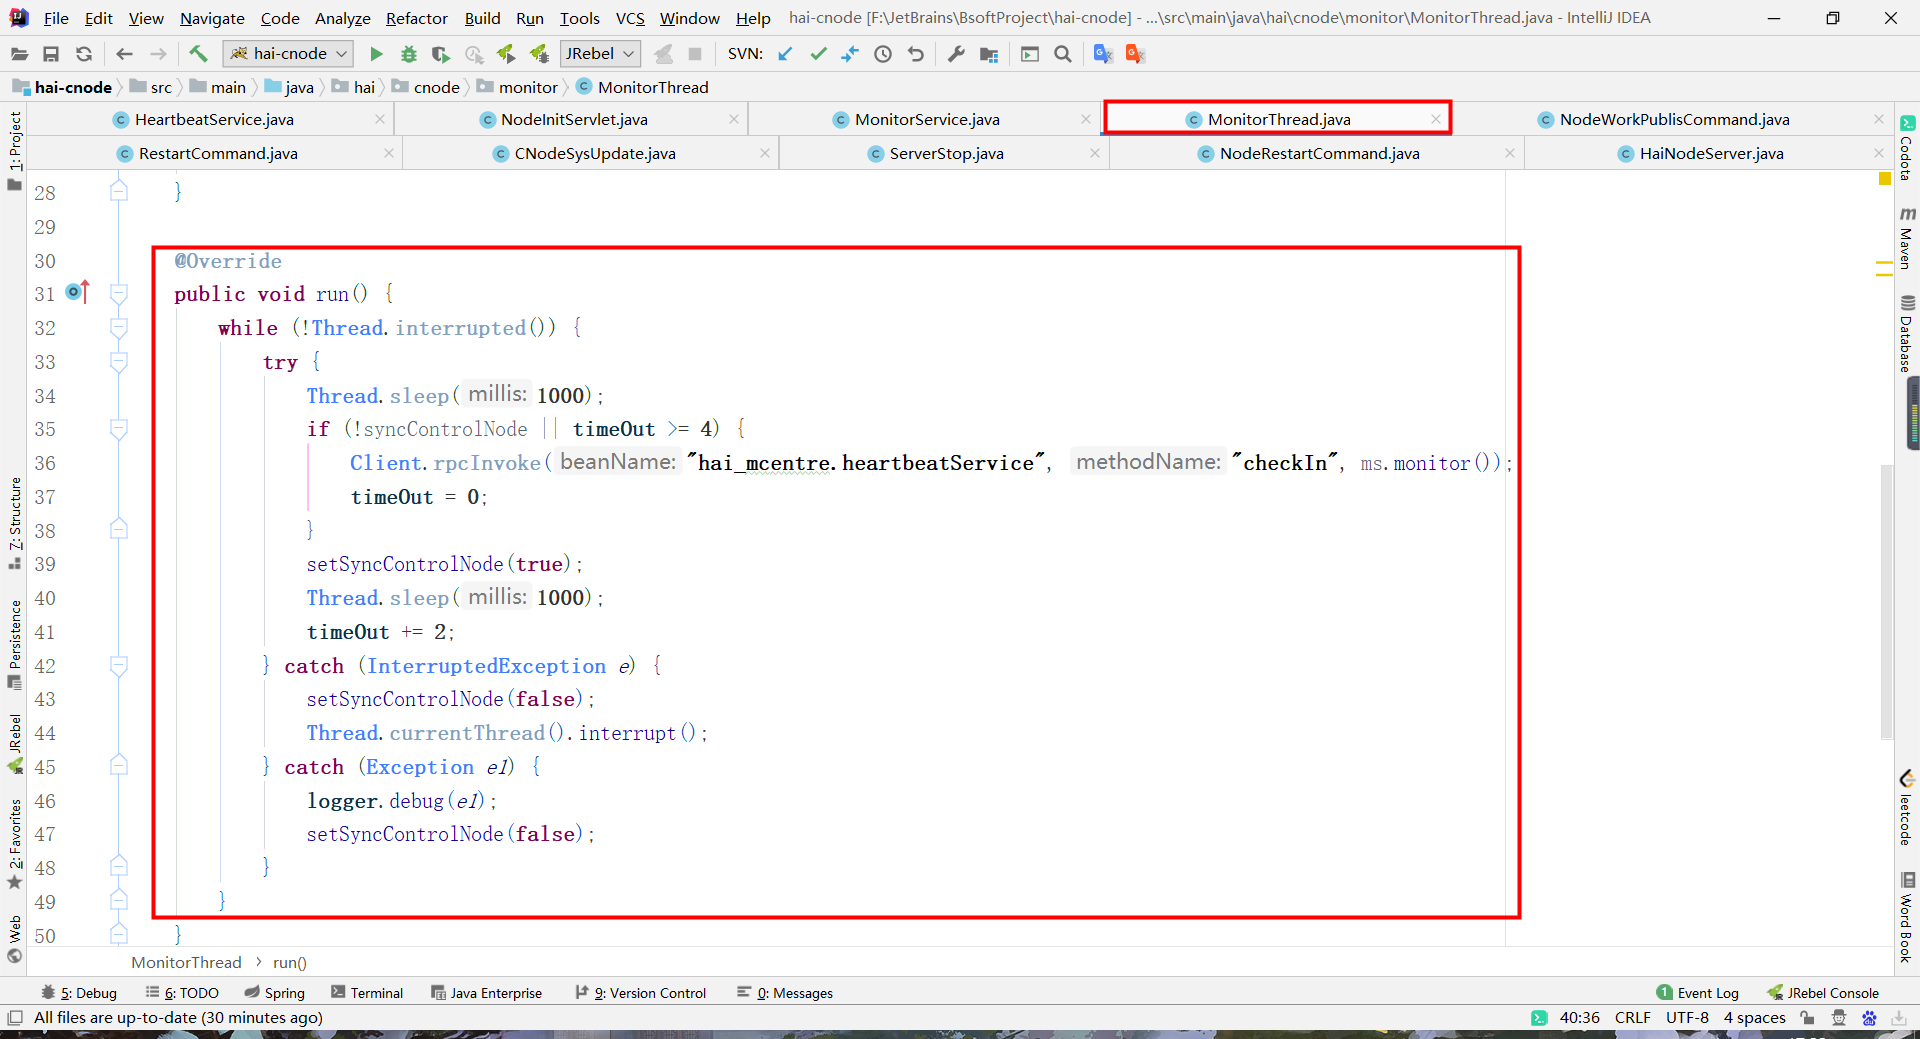 File Edit View Navigate Code Analyze Refactor Build Run Tools VCS Window Help hai-cnode [F:\JetBrains\BsoftProject\hai-cnode] - ...\src\main\java\hai\cnode\monitor\MonitorThread.java - IntelliJ IDEA
hai-cnode JRebel SVN:
hai-cnode src main java hai cnode monitor MonitorThread
HeartbeatService.java NodeInitServlet.java MonitorService.java MonitorThread.java NodeWorkPublisCommand.java
RestartCommand.java CNodeSysUpdate.java ServerStop.java NodeRestartCommand.java HaiNodeServer.java
1: Project
7: Structure
Persistence
JRebel
2: Favorites
Web
28 }
29
30 @Override
31 public void run() {
32 while (!Thread.interrupted()) {
33 try {
34 Thread.sleep( millis: 1000);
35 if (!syncControlNode || timeOut >= 4) {
36 Client.rpcInvoke( beanName: "hai_mcentre.heartbeatService", methodName: "checkIn", ms.monitor());
37 timeOut = 0;
38 }
39 setSyncControlNode(true);
40 Thread.sleep( millis: 1000);
41 timeOut += 2;
42 } catch (InterruptedException e) {
43 setSyncControlNode(false);
44 Thread.currentThread().interrupt();
45 } catch (Exception e1) {
46 logger.debug(e1);
47 setSyncControlNode(false);
48 }
49 }
50 }
Codota
Maven
Database
leetcode
Word Book
MonitorThread › run()
5: Debug 6: TODO Spring Terminal Java Enterprise 9: Version Control 0: Messages 1 Event Log JRebel Console
All files are up-to-date (30 minutes ago) 40:36 CRLF UTF-8 4 spaces